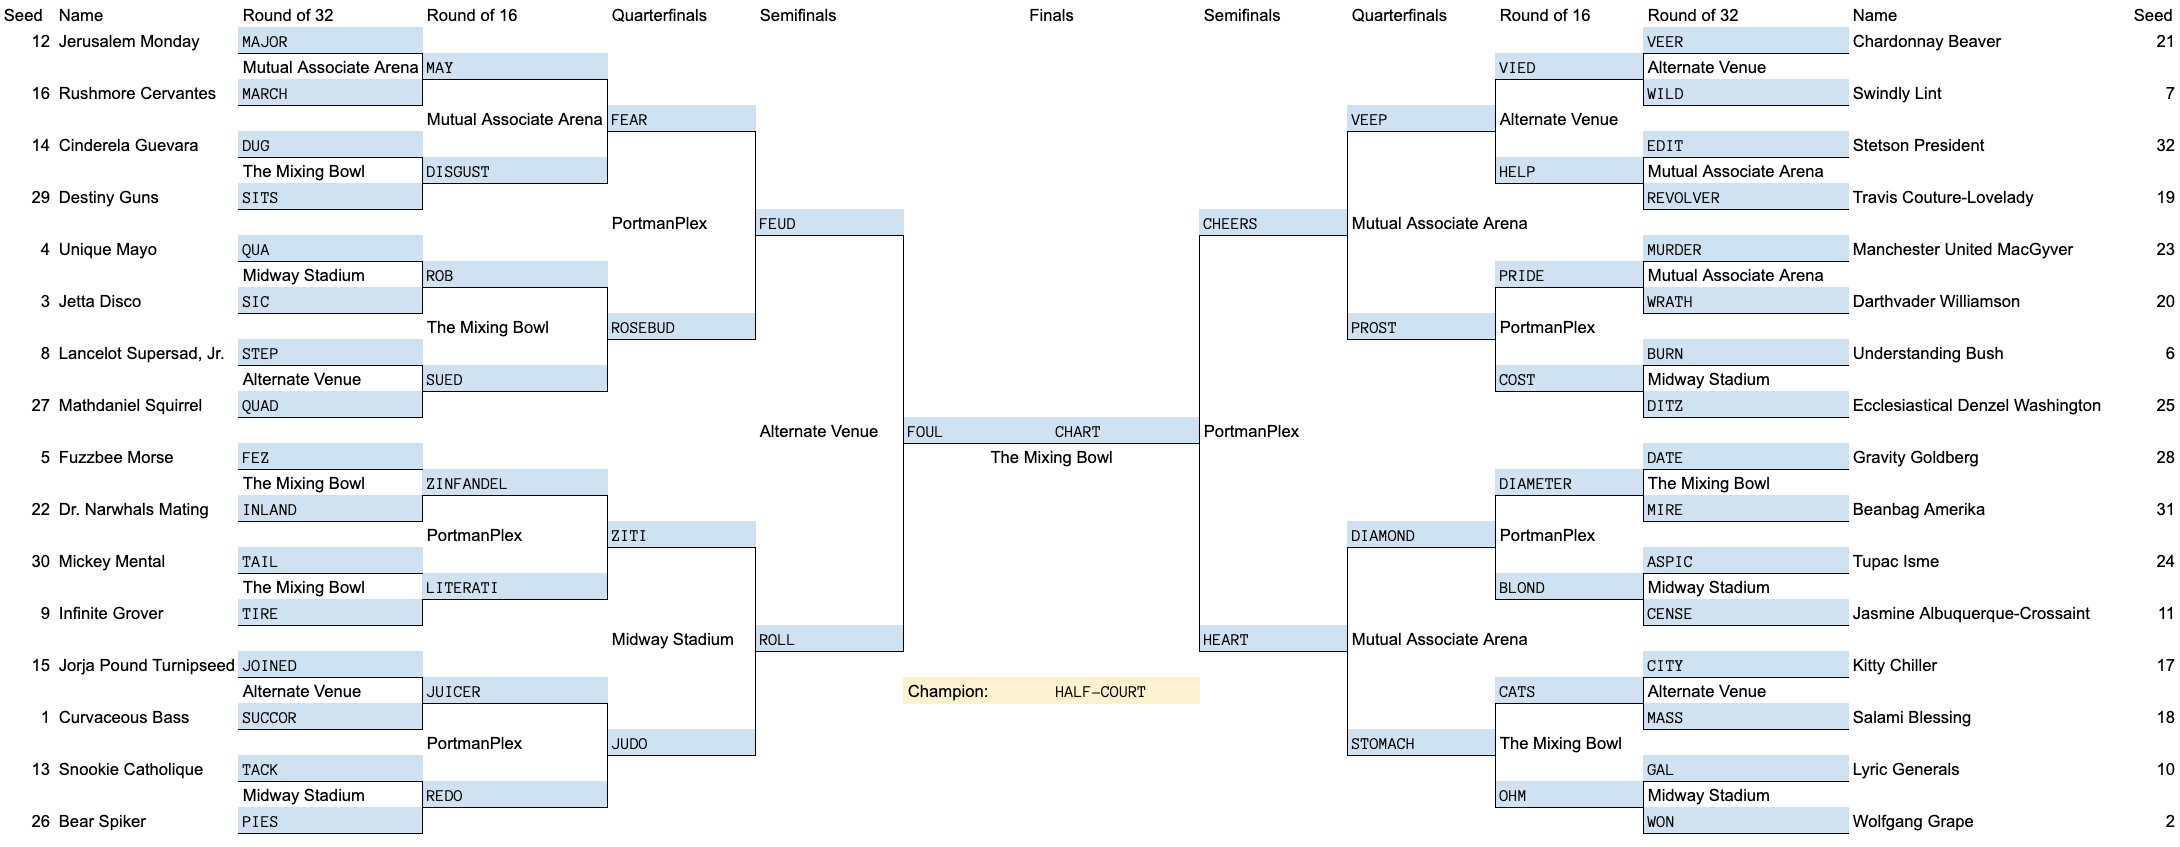 Seed Name Round of 32 Round of 16 Quarterfinals Semifinals Finals Semifinals Quarterfinals Round of 16 Round of 32 Name Seed
12 Jerusalem Monday MAJOR VEER Chardonnay Beaver 21
Mutual Associate Arena MAY VIED Alternate Venue
16 Rushmore Cervantes MARCH WILD Swindly Lint 7
Mutual Associate Arena FEAR VEEP Alternate Venue
14 Cinderela Guevara DUG EDIT Stetson President 32
The Mixing Bowl DISGUST HELP Mutual Associate Arena
29 Destiny Guns SITS REVOLVER Travis Couture-Lovelady 19
PortmanPlex FEUD CHEERS Mutual Associate Arena
4 Unique Mayo QUA MURDER Manchester United MacGyver 23
Midway Stadium ROB PRIDE Mutual Associate Arena
3 Jetta Disco SIC WRATH Darthvader Williamson 20
The Mixing Bowl ROSEBUD PROST PortmanPlex
8 Lancelot Supersad, Jr. STEP BURN Understanding Bush 6
Alternate Venue SUED COST Midway Stadium
27 Mathdaniel Squirrel QUAD DITZ Ecclesiastical Denzel Washington 25
Alternate Venue FOUL CHART PortmanPlex
5 Fuzzbee Morse FEZ The Mixing Bowl DATE Gravity Goldberg 28
The Mixing Bowl ZINFANDEL DIAMETER The Mixing Bowl
22 Dr. Narwhals Mating INLAND MIRE Beanbag Amerika 31
PortmanPlex ZITI DIAMOND PortmanPlex
30 Mickey Mental TAIL ASPIC Tupac Isme 24
The Mixing Bowl LITERATI BLOND Midway Stadium
9 Infinite Grover TIRE CENSE Jasmine Albuquerque-Crossaint 11
Midway Stadium ROLL HEART Mutual Associate Arena
15 Jorja Pound Turnipseed JOINED CITY Kitty Chiller 17
Alternate Venue JUICER Champion: HALF-COURT CATS Alternate Venue
1 Curvaceous Bass SUCCOR MASS Salami Blessing 18
PortmanPlex JUDO STOMACH The Mixing Bowl
13 Snookie Catholique TACK GAL Lyric Generals 10
Midway Stadium REDO OHM Midway Stadium
26 Bear Spiker PIES WON Wolfgang Grape 2